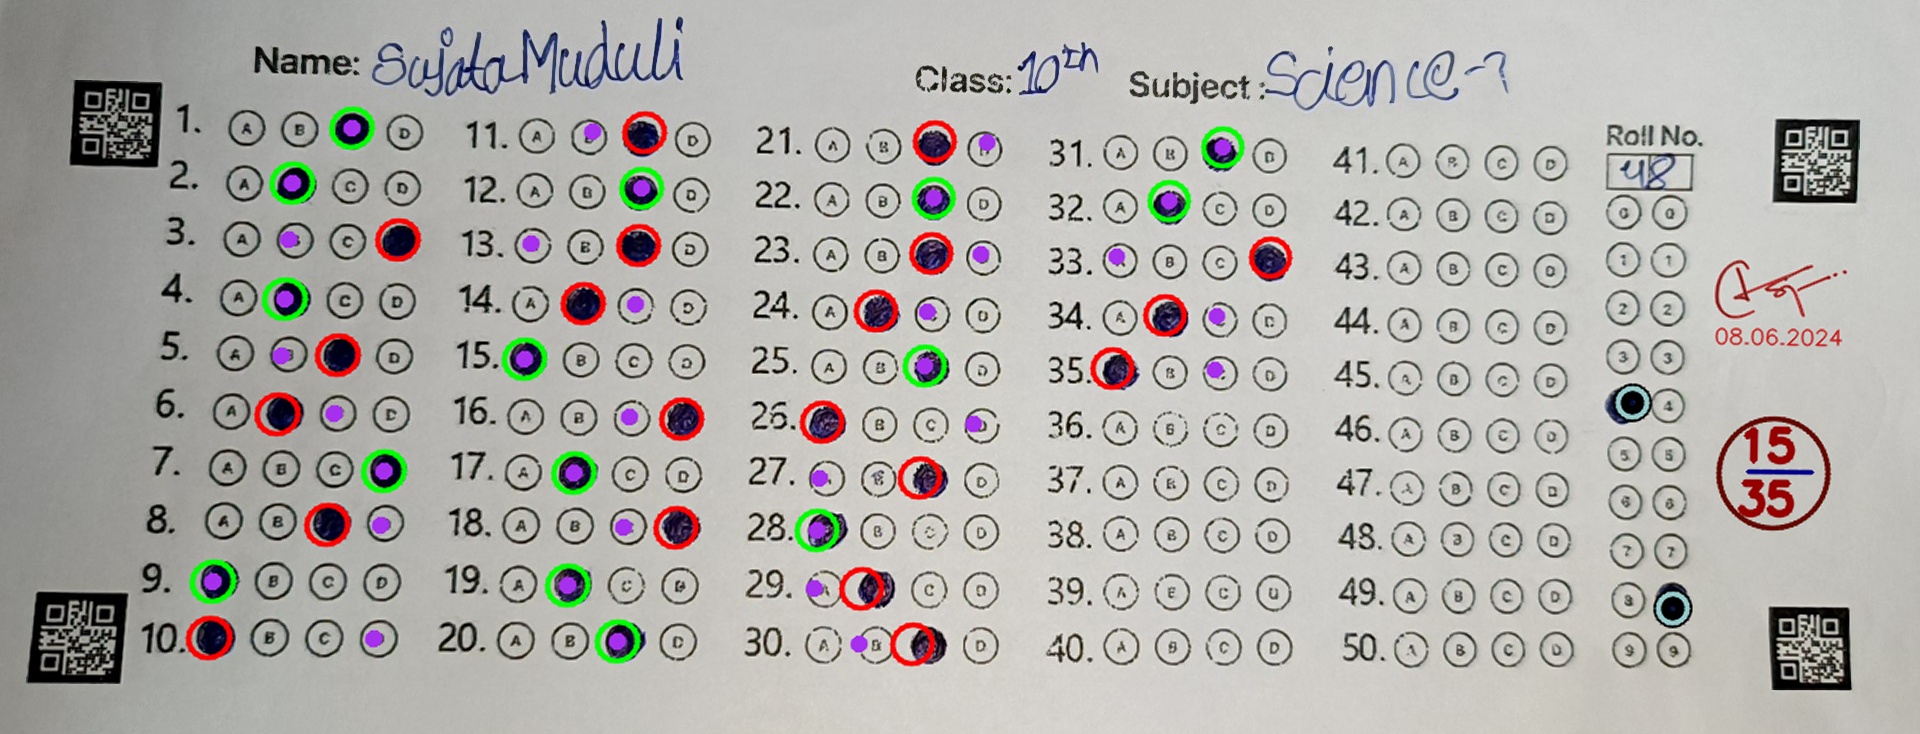 Name: Sujata Muduli Class: 10th Subject: Science-?
1. A B D 11. A D 21. A B 31. A B D 41. A B C D Roll No.
48
2. A C D 12. A B D 22. A B D 32. A C D 42. A B C D 0 0
3. A C 13. B D 23. A B 33. B C 43. A B C D 1 1
4. A C D 14. A D 24. A D 34. A D 44. A B C D 2 2
08.06.2024
5. A D 15. B C D 25. A B D 35. B D 45. A B C D 3 3
6. A D 16. A B 26. B C 36. A B C D 46. A B C D 4
15
35
7. A B C 17. A C D 27. B D 37. A B C D 47. A B C D 5 5
8. A B 18. A B 28. B C D 38. A B C D 48. A B C D 6 6
7 7
9. B C D 19. A C D 29. C D 39. A B C D 49. A B C D 8
10. B C 20. A B D 30. A B D 40. A B C D 50. A B C D 9 9